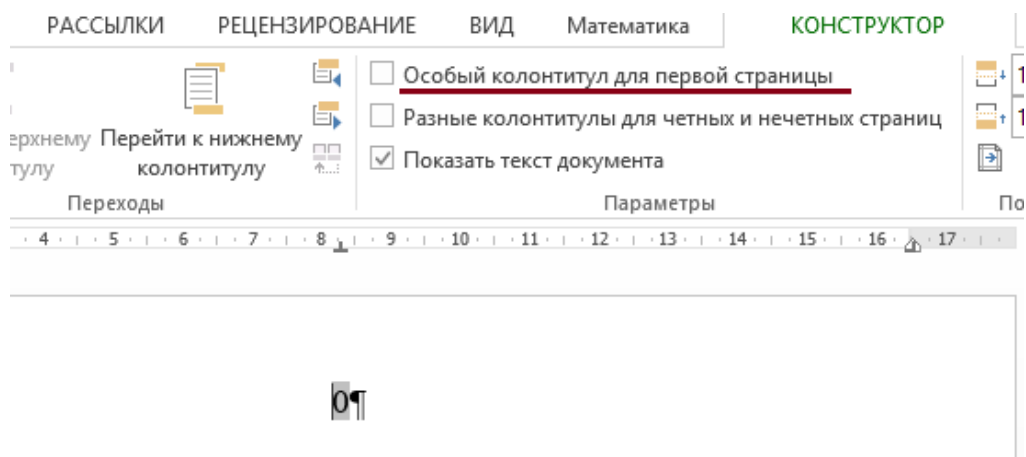 РАССЫЛКИ РЕЦЕНЗИРОВАНИЕ ВИД Математика КОНСТРУКТОР
Особый колонтитул для первой страницы
Разные колонтитулы для четных и нечетных страниц
Перейти к нижнему
колонтитулу
Показать текст документа
Переходы Параметры
4 5 6 7 8 9 10 11 12 13 14 15 16 17
0¶